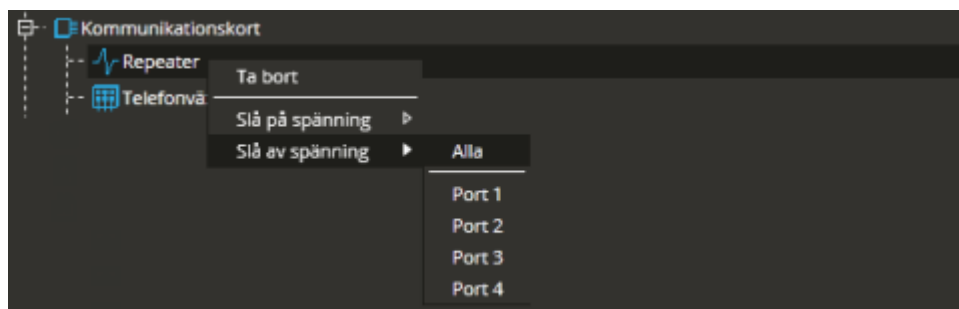 Kommunikationskort
Repeater
Telefonvä
Ta bort
Slå på spänning
Slå av spänning
Alla
Port 1
Port 2
Port 3
Port 4